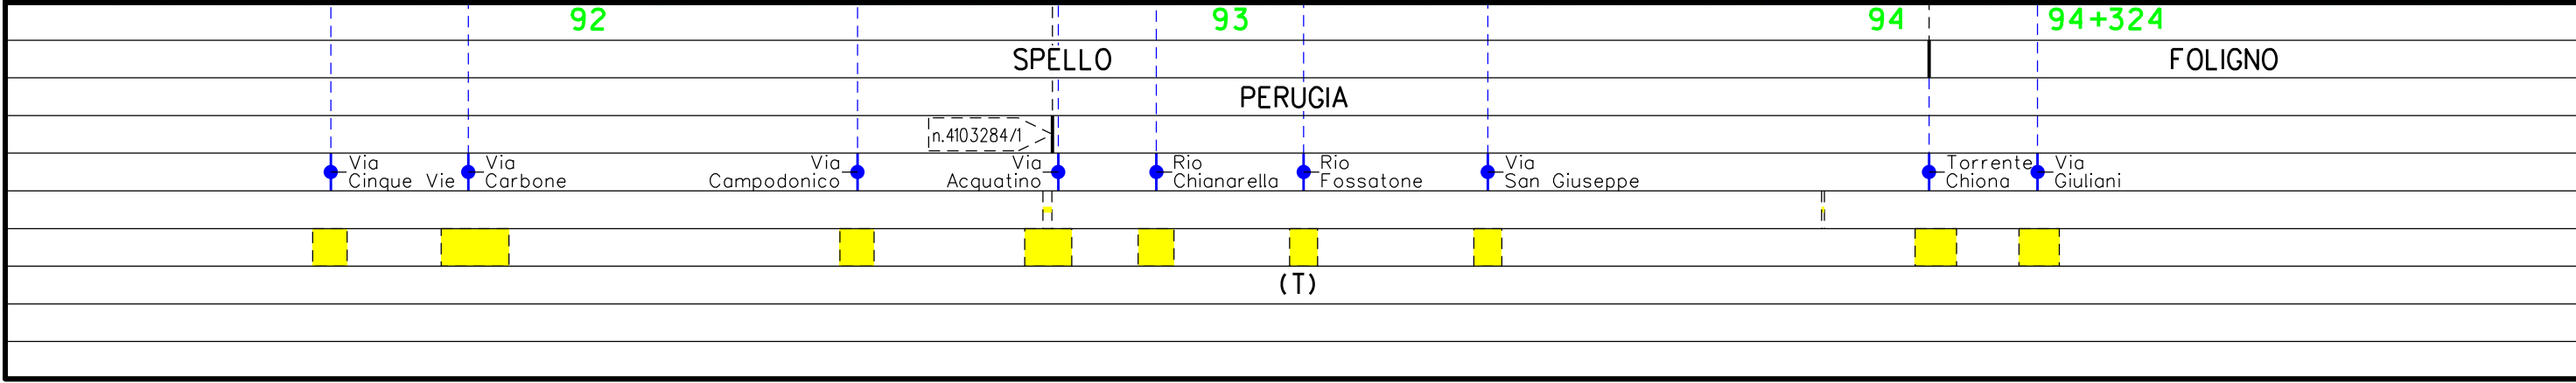 92 93 94 94+324
SPELLO FOLIGNO
PERUGIA
n.4103284/1
Via Via Via Via Rio Rio Via Torrente Via
Cinque Vie Carbone Campodonico Acquatino Chianarella Fossatone San Giuseppe Chiona Giuliani
(T)